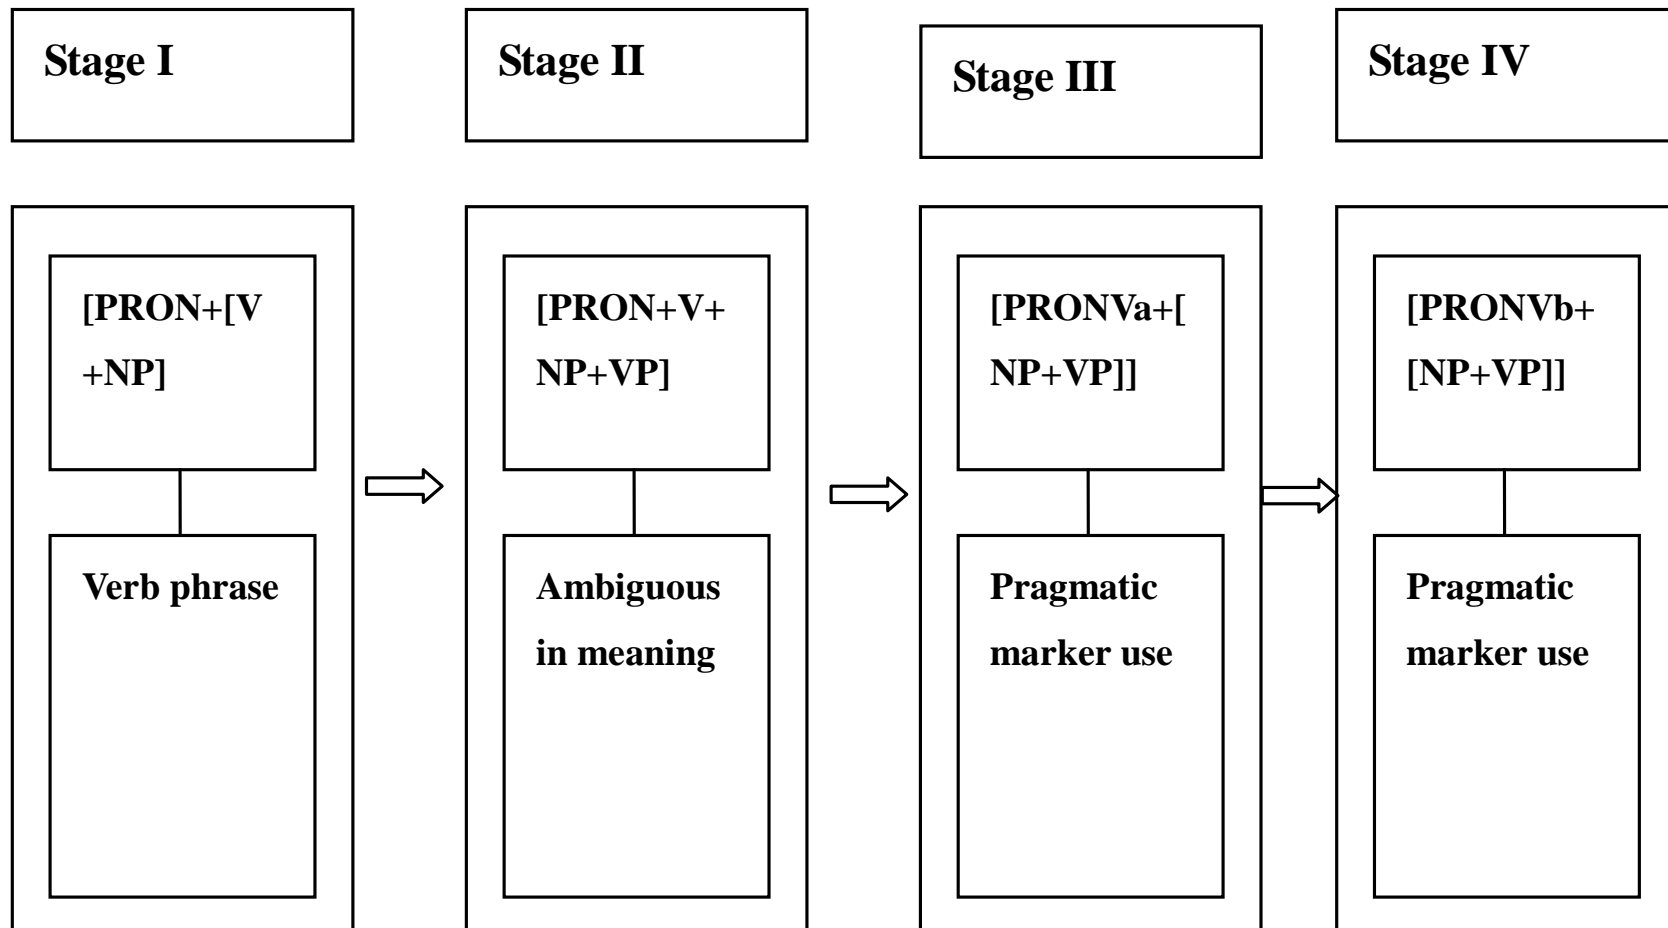 Stage I
Stage II
Stage III
Stage IV
[PRON+[V
+NP]
[PRON+V+
NP+VP]
[PRONVa+[
NP+VP]]
[PRONVb+
[NP+VP]]
Verb phrase
Ambiguous
in meaning
Pragmatic
marker use
Pragmatic
marker use